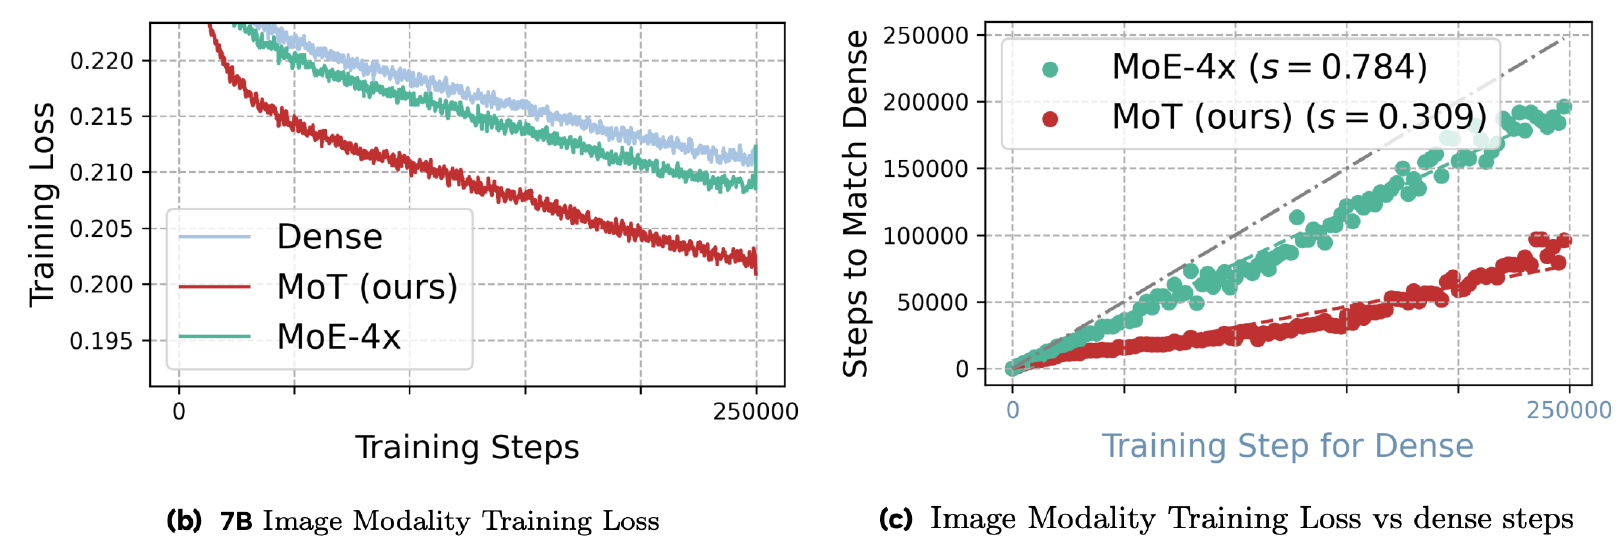 0.220
0.215
0.210
0.205
0.200
0.195
Training Loss
Dense
MoT (ours)
MoE-4x
0
250000
Training Steps
(b) 7B Image Modality Training Loss
250000
200000
150000
100000
50000
0
Steps to Match Dense
MoE-4x (s = 0.784)
MoT (ours) (s = 0.309)
0
250000
Training Step for Dense
(c) Image Modality Training Loss vs dense steps